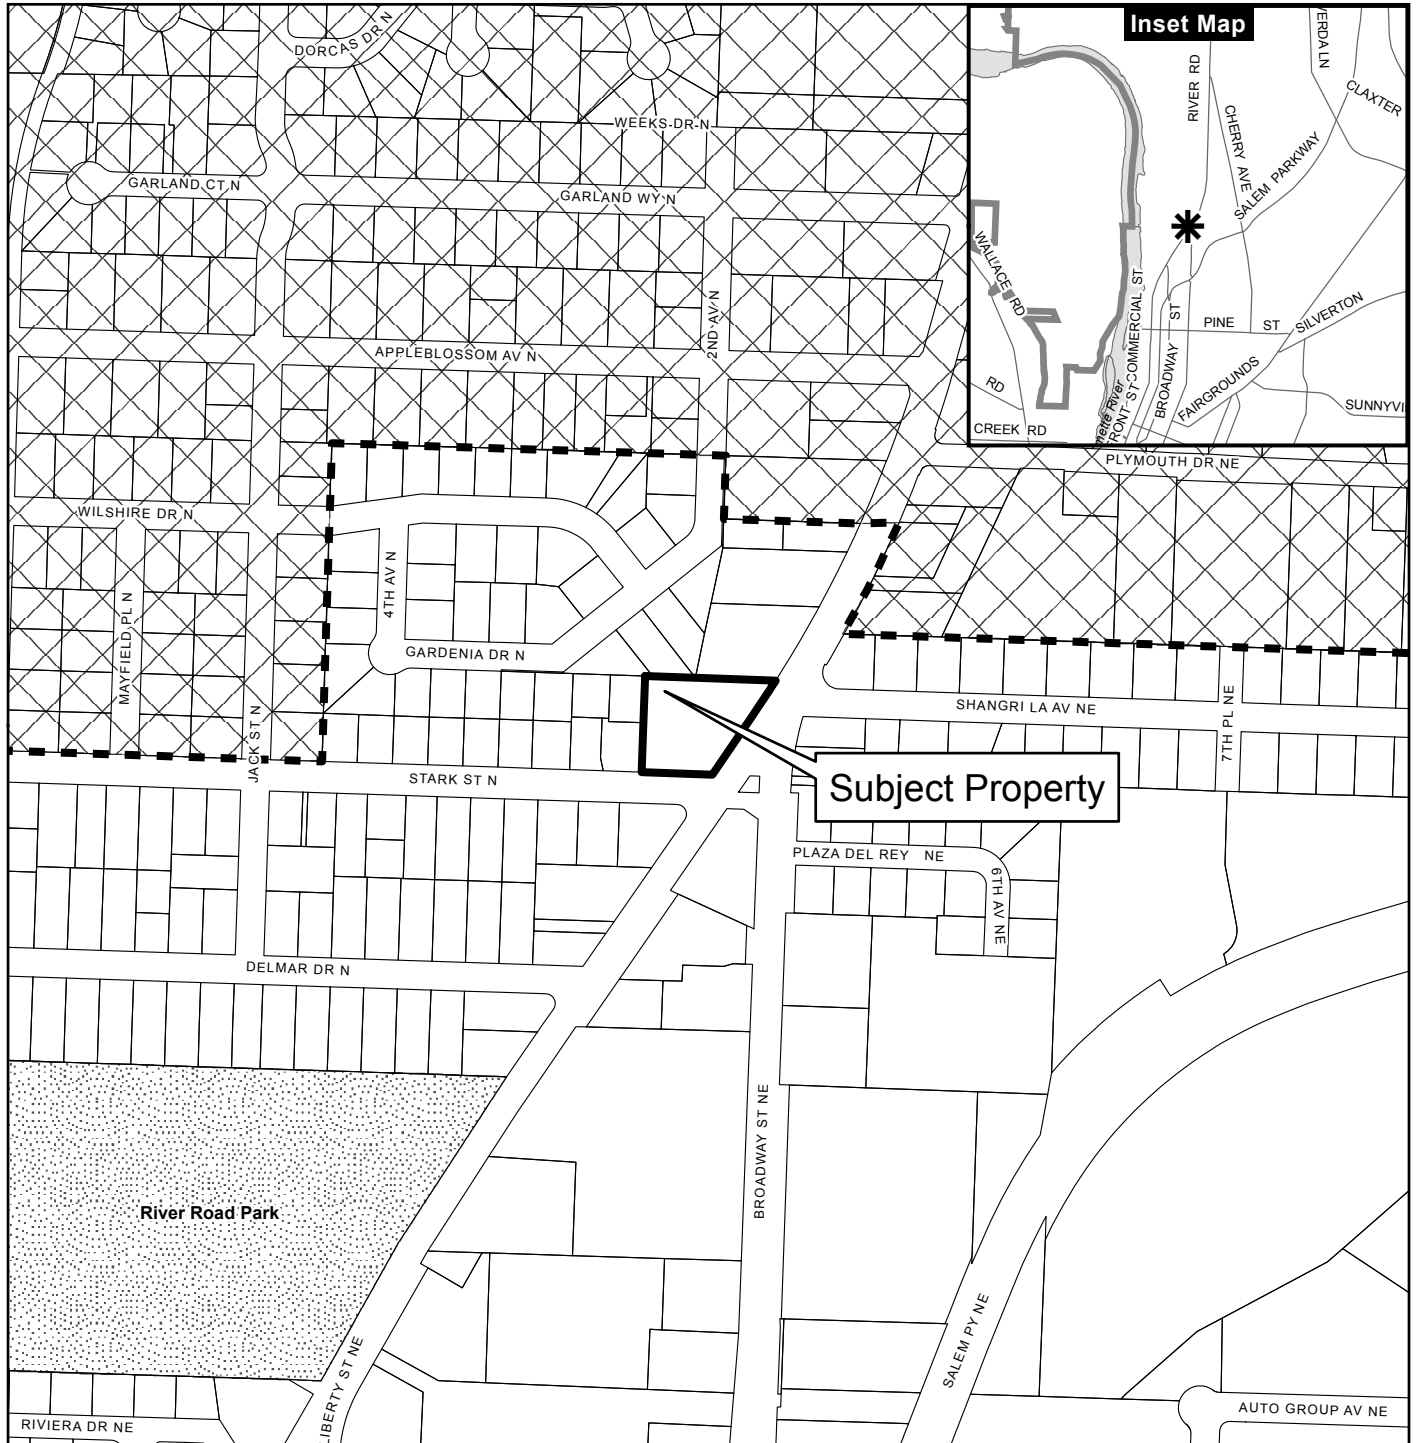 Inset Map
DORCAS DR N
WEEKS DR N
GARLAND CT N
GARLAND WY N
2ND AV N
APPLEBLOSSOM AV N
RIVER RD
VERDA LN
CLAXTER
CHERRY AVE
SALEM PARKWAY
WALLACE RD
COMMERCIAL ST
BROADWAY ST
PINE ST
SILVERTON
FAIRGROUNDS
RD
CREEK RD
FRONT ST
SUNNYVI
PLYMOUTH DR NE
WILSHIRE DR N
4TH AV N
MAYFIELD PL N
GARDENIA DR N
JACK ST N
SHANGRI LA AV NE
7TH PL NE
STARK ST N
Subject Property
PLAZA DEL REY NE
6TH AV NE
DELMAR DR N
BROADWAY ST NE
River Road Park
SALEM PY NE
LIBERTY ST NE
RIVIERA DR NE
AUTO GROUP AV NE